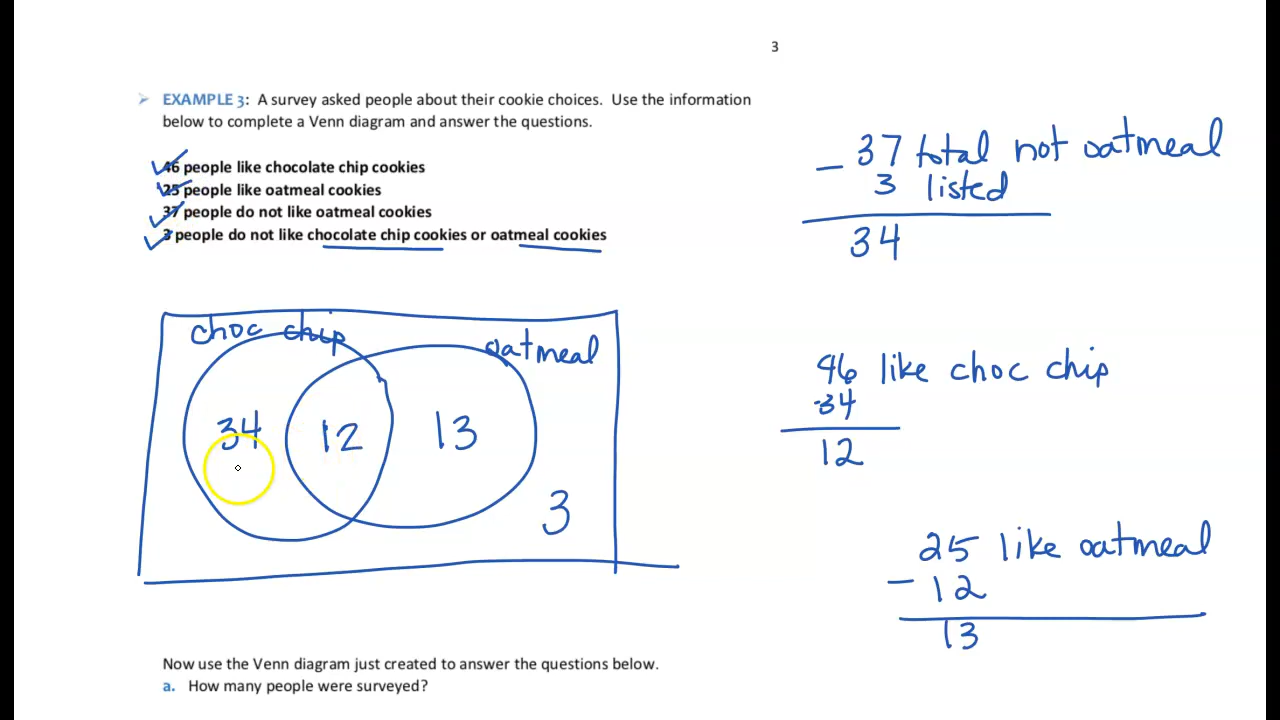 3
➢ EXAMPLE 3: A survey asked people about their cookie choices. Use the information
below to complete a Venn diagram and answer the questions.
46 people like chocolate chip cookies
25 people like oatmeal cookies
37 people do not like oatmeal cookies
3 people do not like chocolate chip cookies or oatmeal cookies
choc chip
oatmeal
34 12 13
3
37 total not oatmeal
- 3 listed
34
46 like choc chip
-34
12
25 like oatmeal
- 12
13
Now use the Venn diagram just created to answer the questions below.
a. How many people were surveyed?